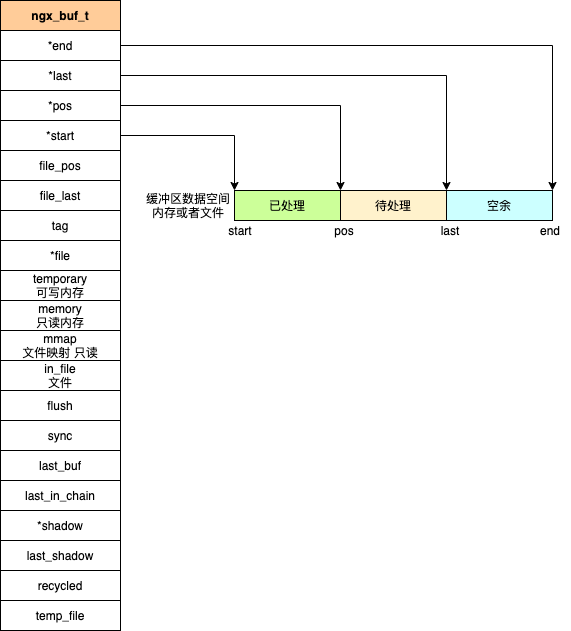 ngx_buf_t
*end
*last
*pos
*start
file_pos
file_last
tag
*file
temporary
可写内存
memory
只读内存
mmap
文件映射 只读
in_file
文件
flush
sync
last_buf
last_in_chain
*shadow
last_shadow
recycled
temp_file
缓冲区数据空间
内存或者文件
已处理
待处理
空余
start
pos
last
end